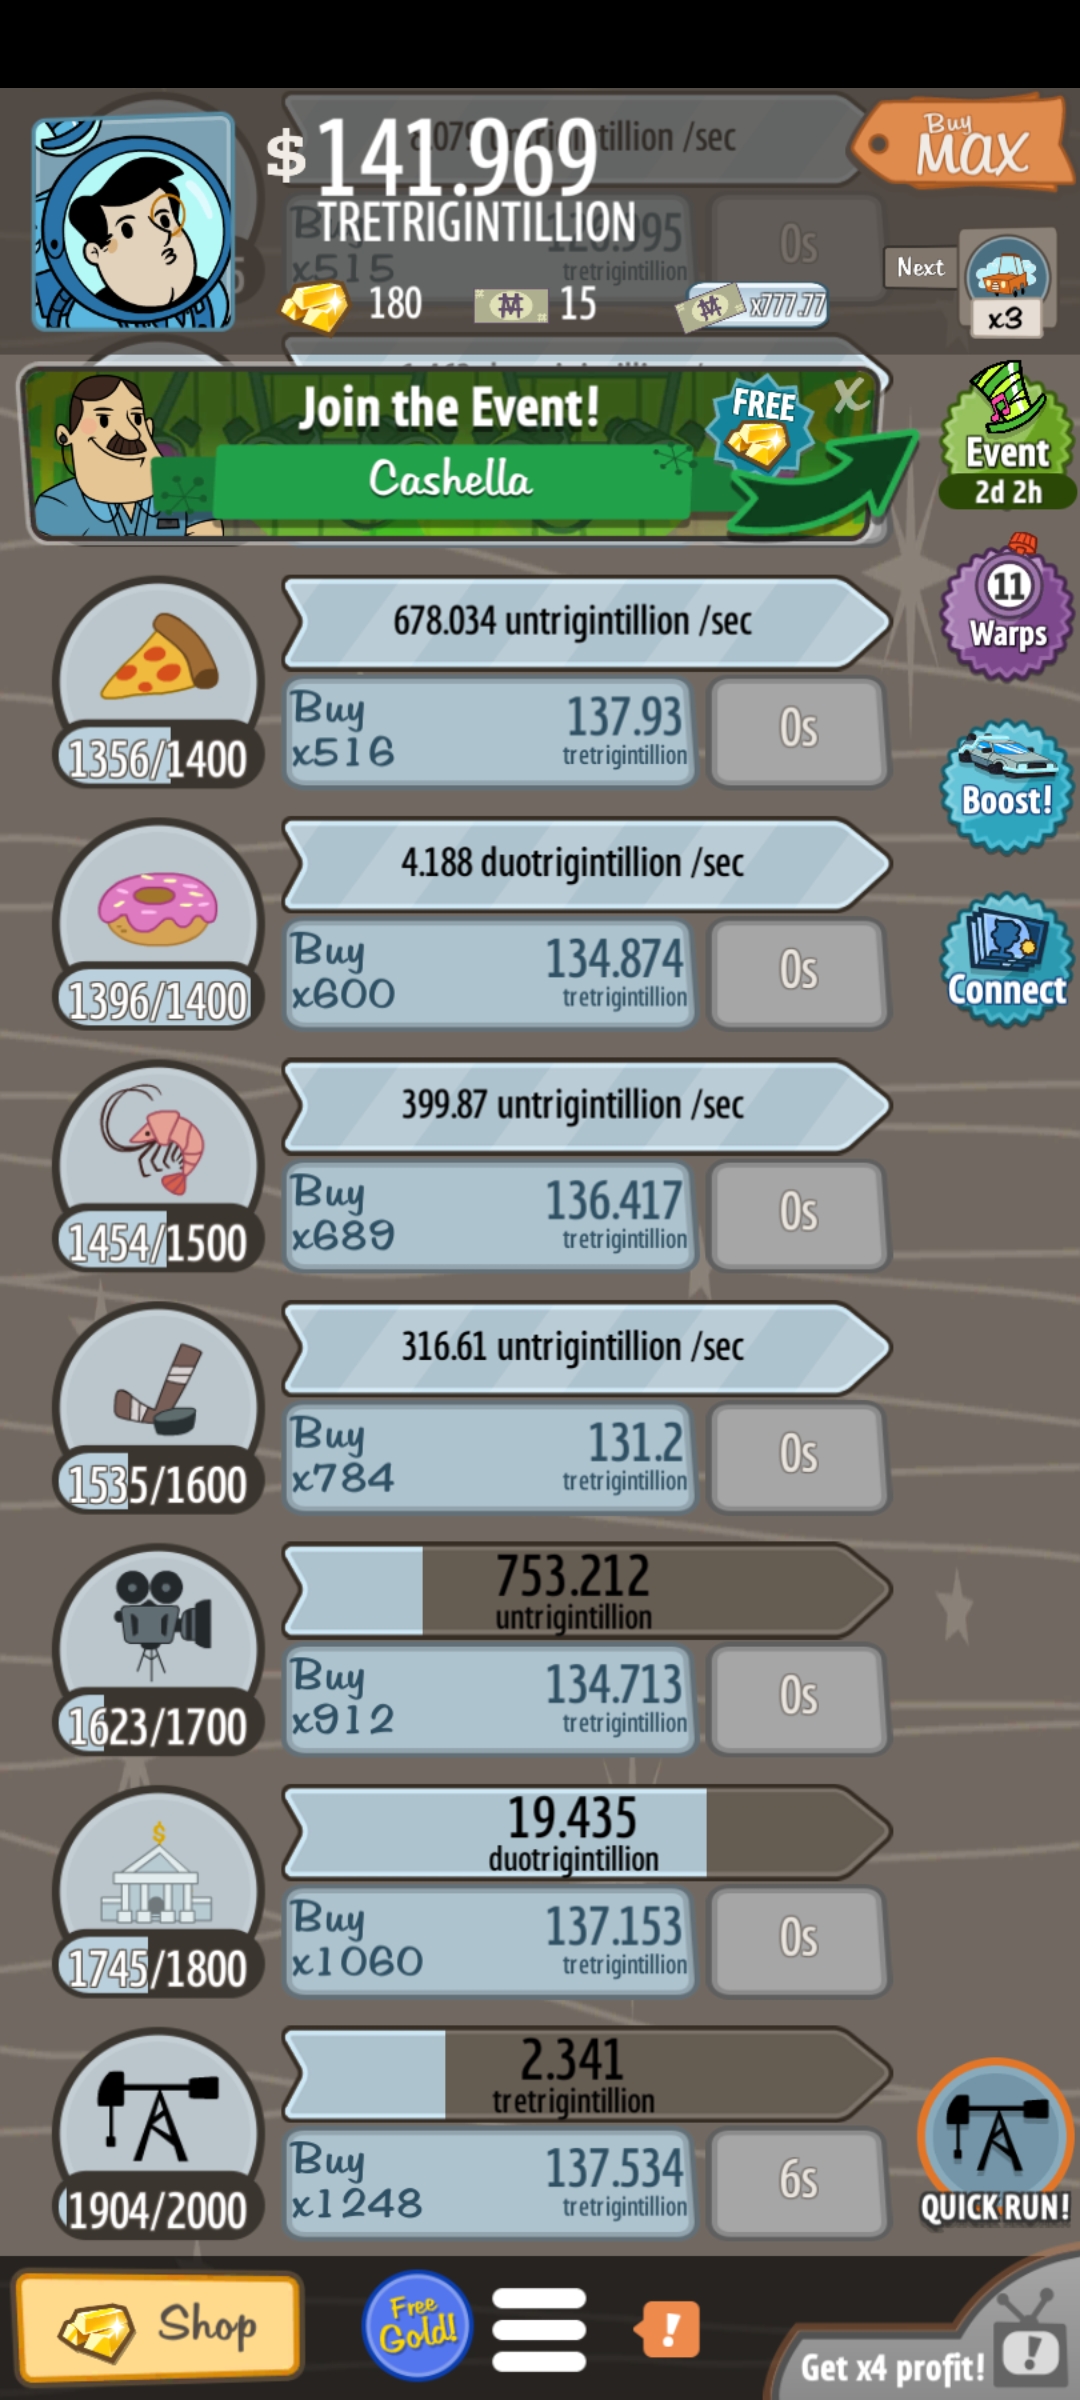 $ 141.969
TRETRIGINTILLION
180
15
x777.77
Buy
MAX
Next
x3
/sec
x515
tretrigintillion
0s
Join the Event!
Cashella
FREE
X
Event
2d 2h
11
Warps
Boost!
Connect
678.034 untrigintillion /sec
Buy
x516
137.93
tretrigintillion
0s
1356/1400
4.188 duotrigintillion /sec
Buy
x600
134.874
tretrigintillion
0s
1396/1400
399.87 untrigintillion /sec
Buy
x689
136.417
tretrigintillion
0s
1454/1500
316.61 untrigintillion /sec
Buy
x784
131.2
tretrigintillion
0s
1535/1600
753.212
untrigintillion
Buy
x912
134.713
tretrigintillion
0s
1623/1700
$
19.435
duotrigintillion
Buy
x1060
137.153
tretrigintillion
0s
1745/1800
2.341
tretrigintillion
Buy
x1248
137.534
tretrigintillion
6s
1904/2000
QUICK RUN!
Shop
Free
Gold!
!
Get x4 profit!
!